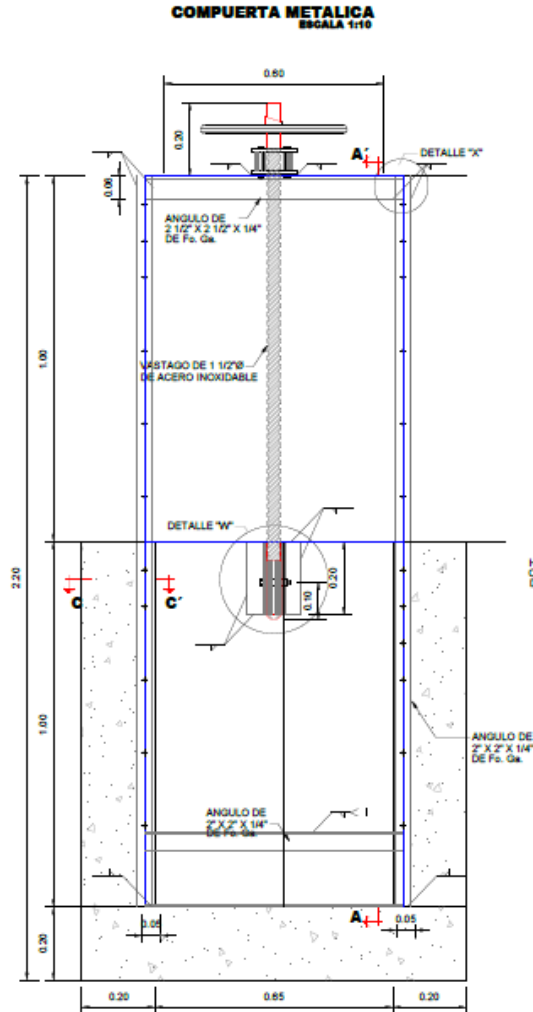 COMPUERTA METALICA
ESCALA 1:10
0.60
0.20
A´
DETALLE "X"
0.06
ANGULO DE
2 1/2" X 2 1/2" X 1/4"
DE Fo. Ga.
1.00
VASTAGO DE 1 1/2"Ø
DE ACERO INOXIDABLE
DETALLE "W"
2.20
C
C´
0.20
0.10
1.00
ANGULO DE
2" X 2" X 1/4"
DE Fo. Ga.
ANGULO DE
2" X 2" X 1/4"
DE Fo. Ga.
A
0.05
0.05
0.20
0.20
0.65
0.20